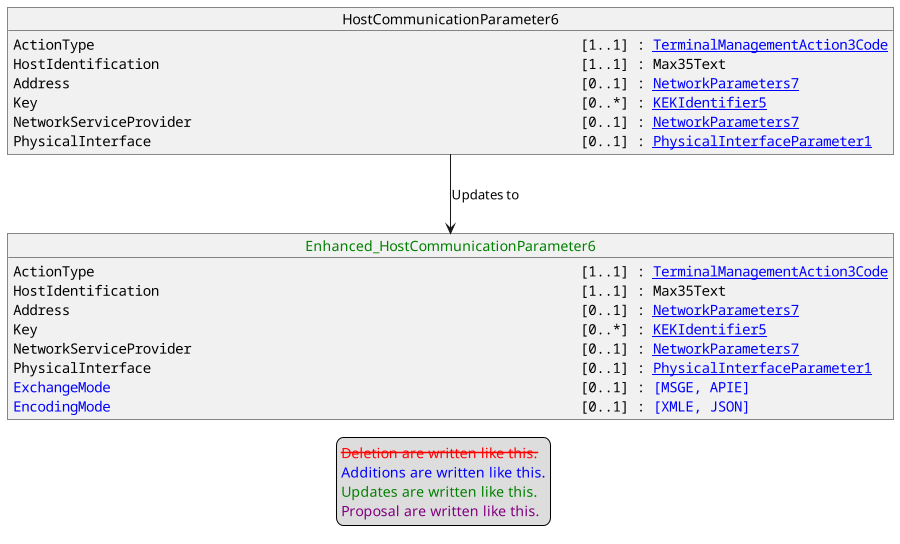 HostCommunicationParameter6
ActionType [1..1] : TerminalManagementAction3Code
HostIdentification [1..1] : Max35Text
Address [0..1] : NetworkParameters7
Key [0..*] : KEKIdentifier5
NetworkServiceProvider [0..1] : NetworkParameters7
PhysicalInterface [0..1] : PhysicalInterfaceParameter1
Updates to
Enhanced_HostCommunicationParameter6
ActionType [1..1] : TerminalManagementAction3Code
HostIdentification [1..1] : Max35Text
Address [0..1] : NetworkParameters7
Key [0..*] : KEKIdentifier5
NetworkServiceProvider [0..1] : NetworkParameters7
PhysicalInterface [0..1] : PhysicalInterfaceParameter1
ExchangeMode [0..1] : [MSGE, APIE]
EncodingMode [0..1] : [XMLE, JSON]
Deletion are written like this.
Additions are written like this.
Updates are written like this.
Proposal are written like this.